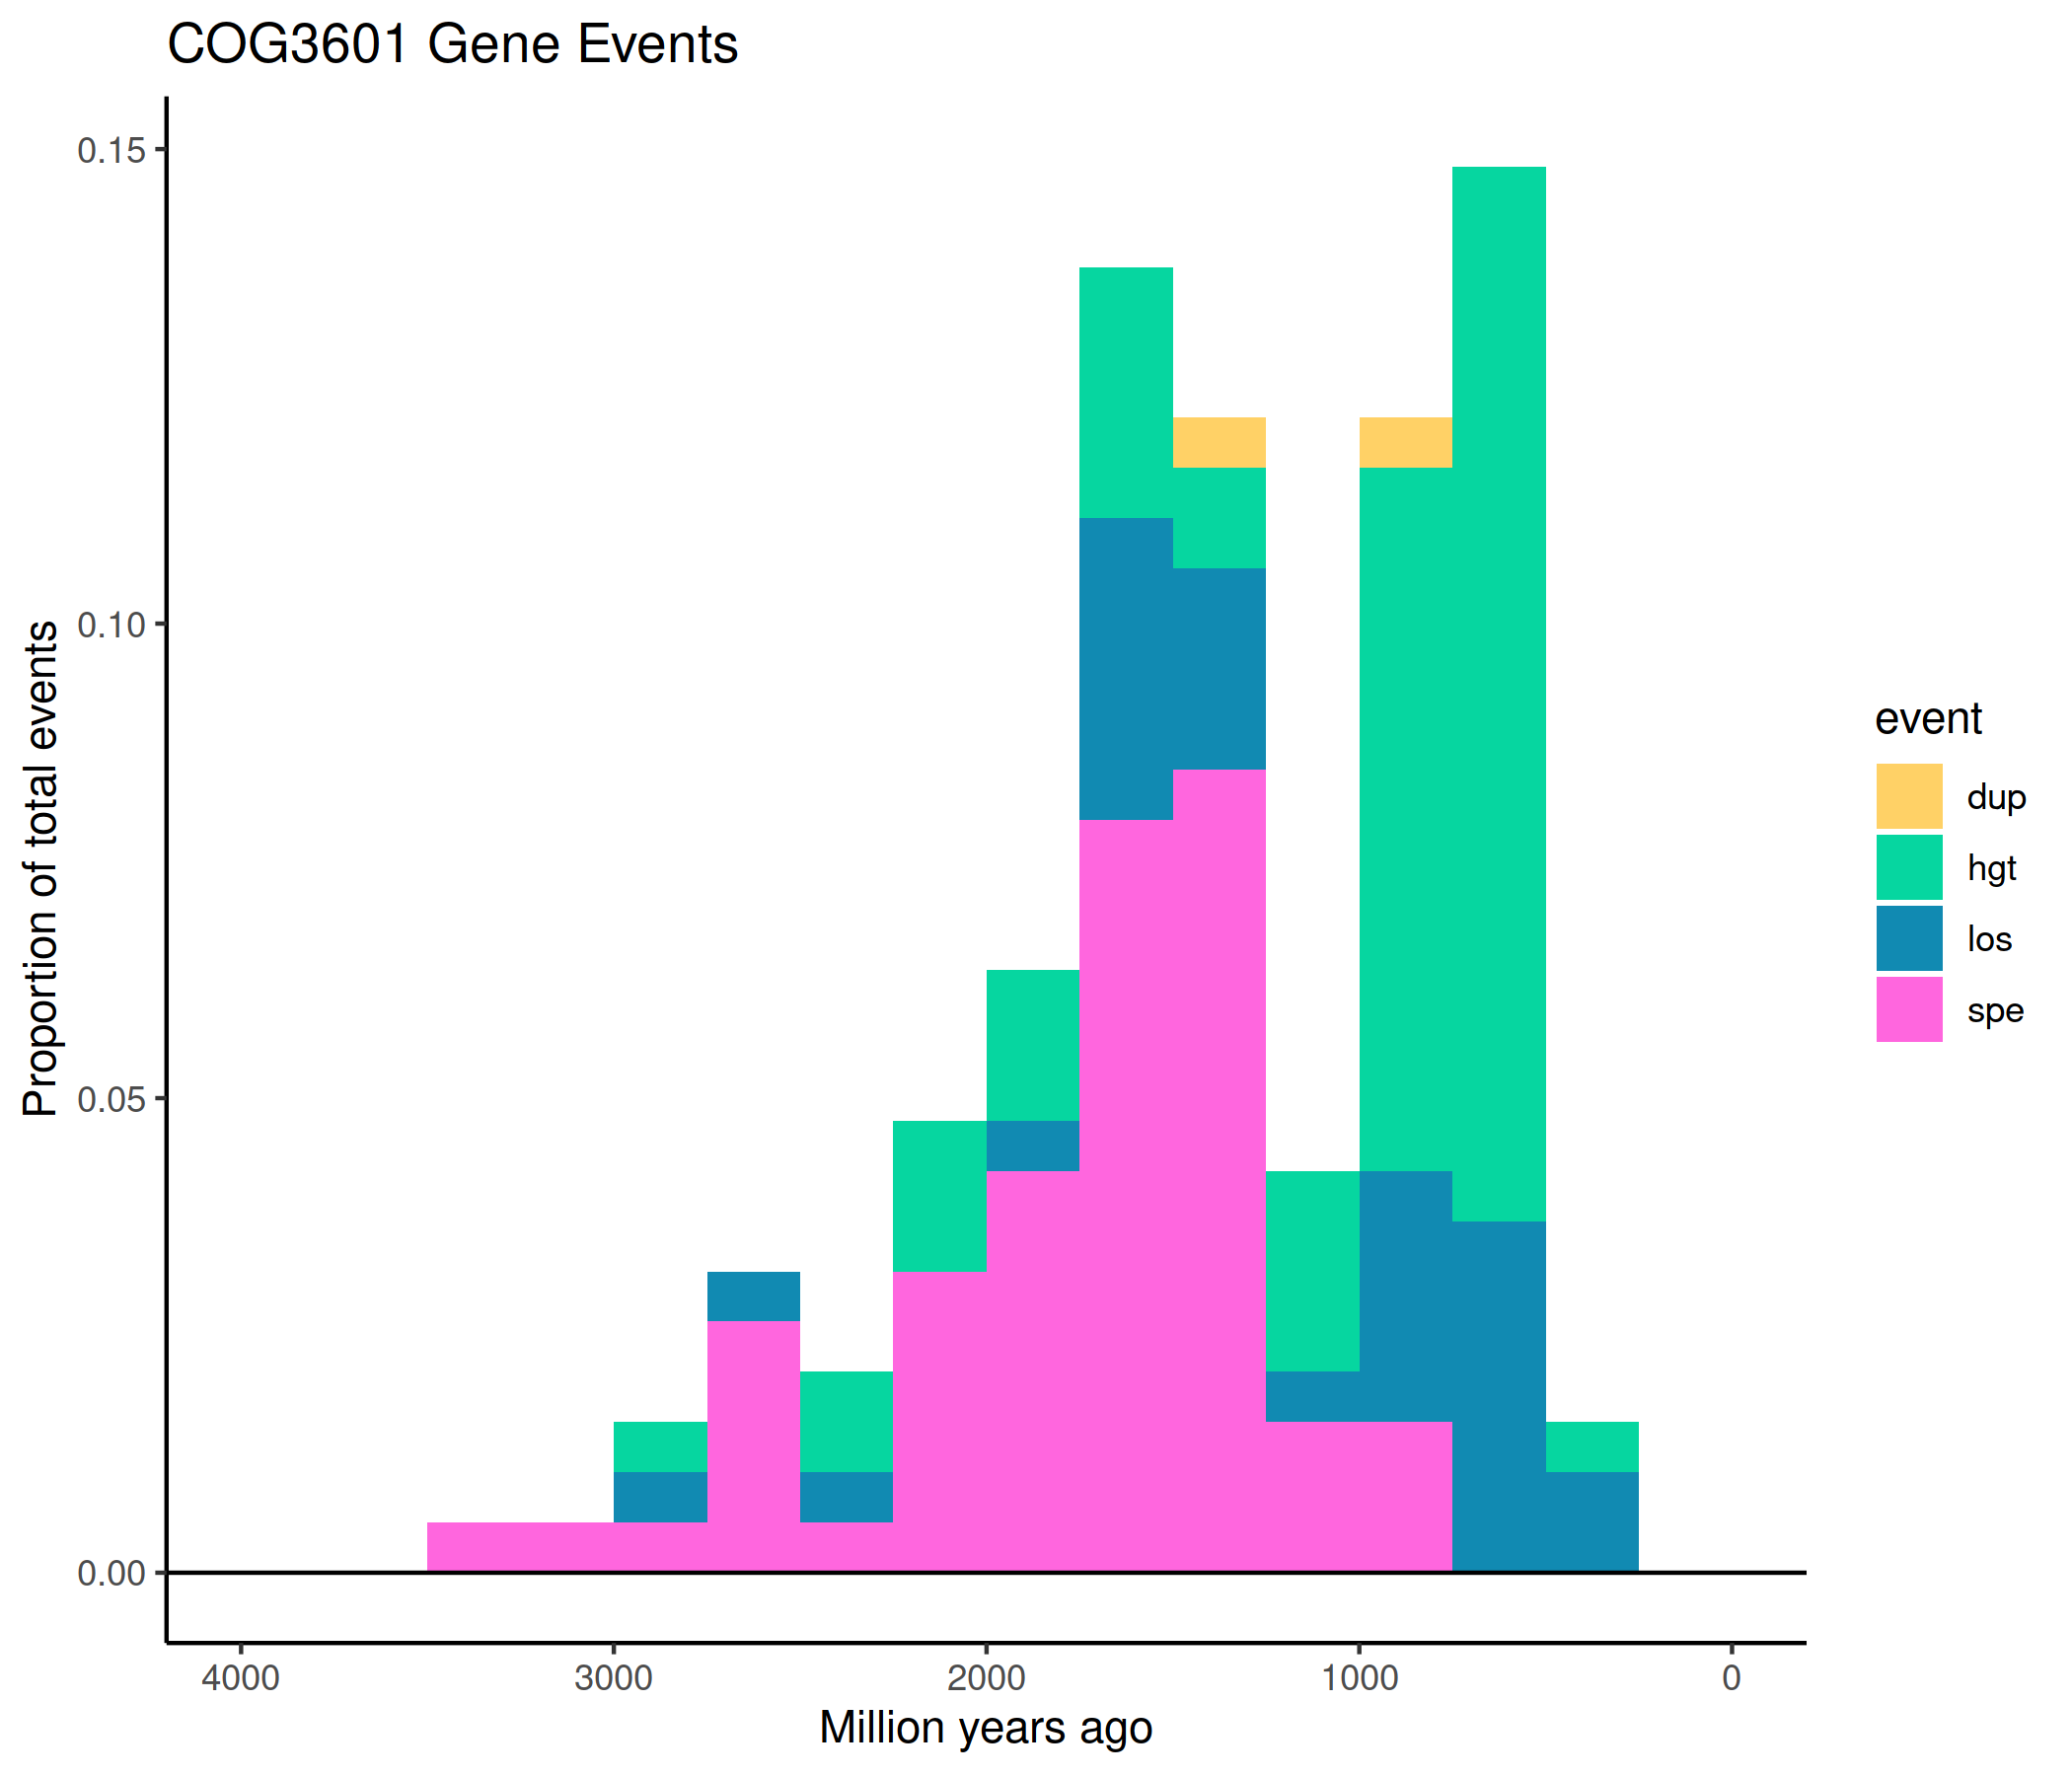 COG3601 Gene Events
Proportion of total events
0.15
0.10
0.05
0.00
4000 3000 2000 1000 0
Million years ago
event
dup
hgt
los
spe